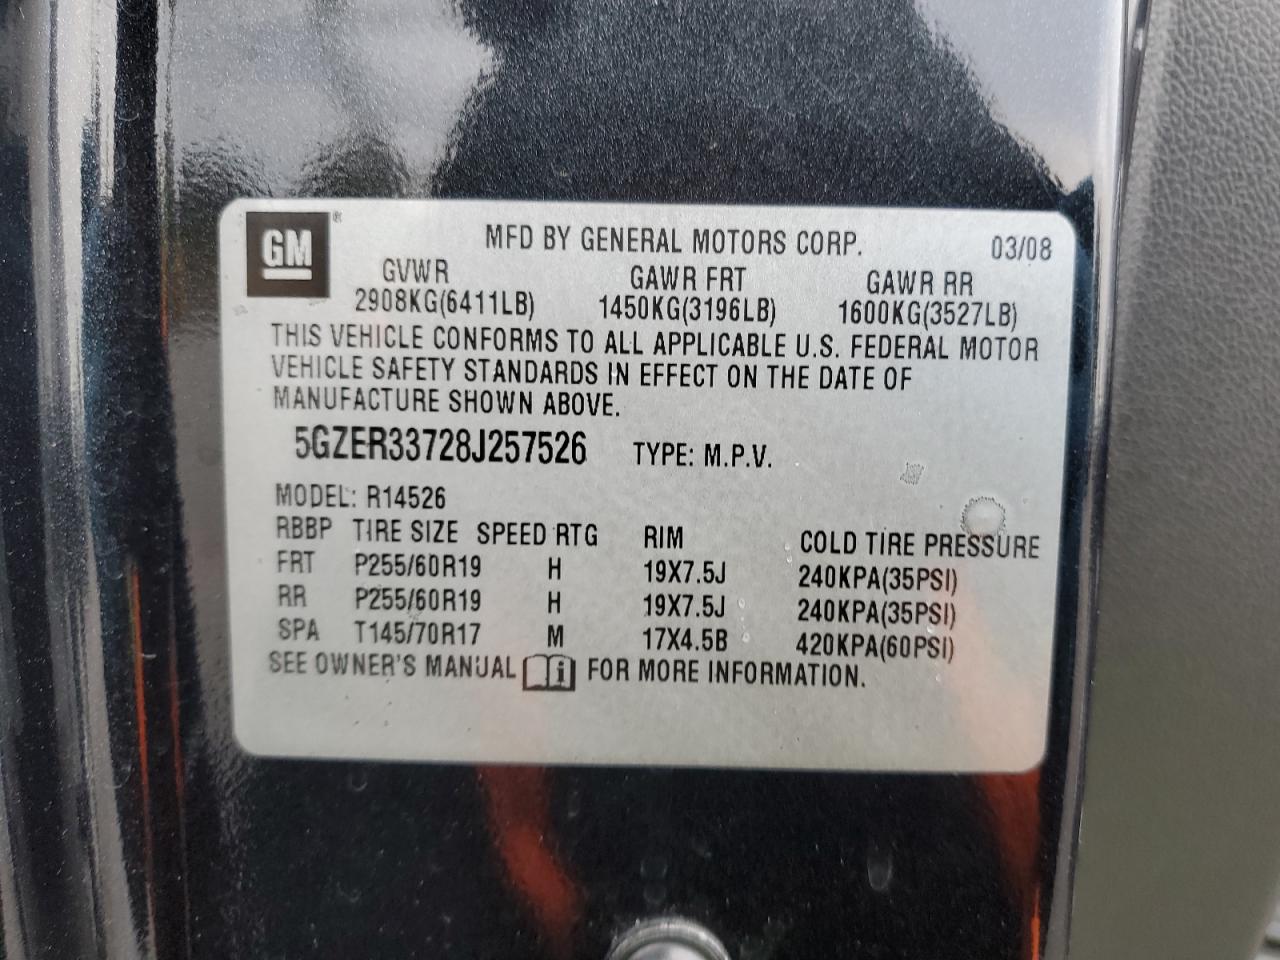 GM ®
MFD BY GENERAL MOTORS CORP. 03/08
GVWR GAWR FRT GAWR RR
2908KG(6411LB) 1450KG(3196LB) 1600KG(3527LB)
THIS VEHICLE CONFORMS TO ALL APPLICABLE U.S. FEDERAL MOTOR
VEHICLE SAFETY STANDARDS IN EFFECT ON THE DATE OF
MANUFACTURE SHOWN ABOVE.
5GZER33728J257526 TYPE: M.P.V.
MODEL: R14526
RBBP TIRE SIZE SPEED RTG RIM COLD TIRE PRESSURE
FRT P255/60R19 H 19X7.5J 240KPA(35PSI)
RR P255/60R19 H 19X7.5J 240KPA(35PSI)
SPA T145/70R17 M 17X4.5B 420KPA(60PSI)
SEE OWNER'S MANUAL i FOR MORE INFORMATION.